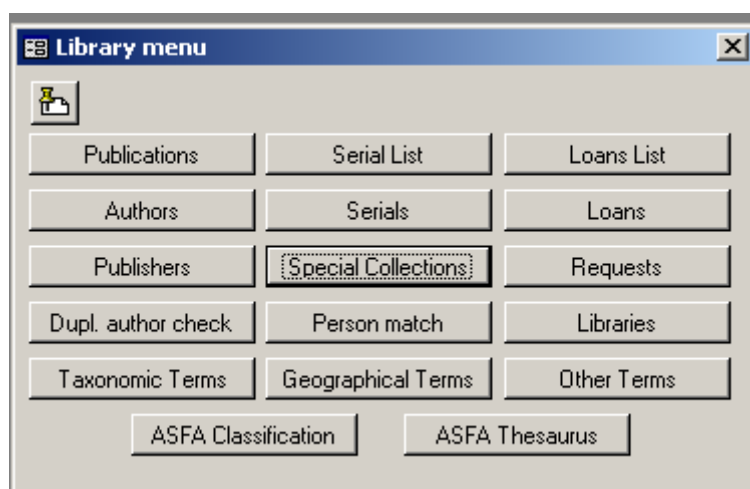 Library menu
Publications Serial List Loans List
Authors Serials Loans
Publishers Special Collections Requests
Dupl. author check Person match Libraries
Taxonomic Terms Geographical Terms Other Terms
ASFA Classification ASFA Thesaurus